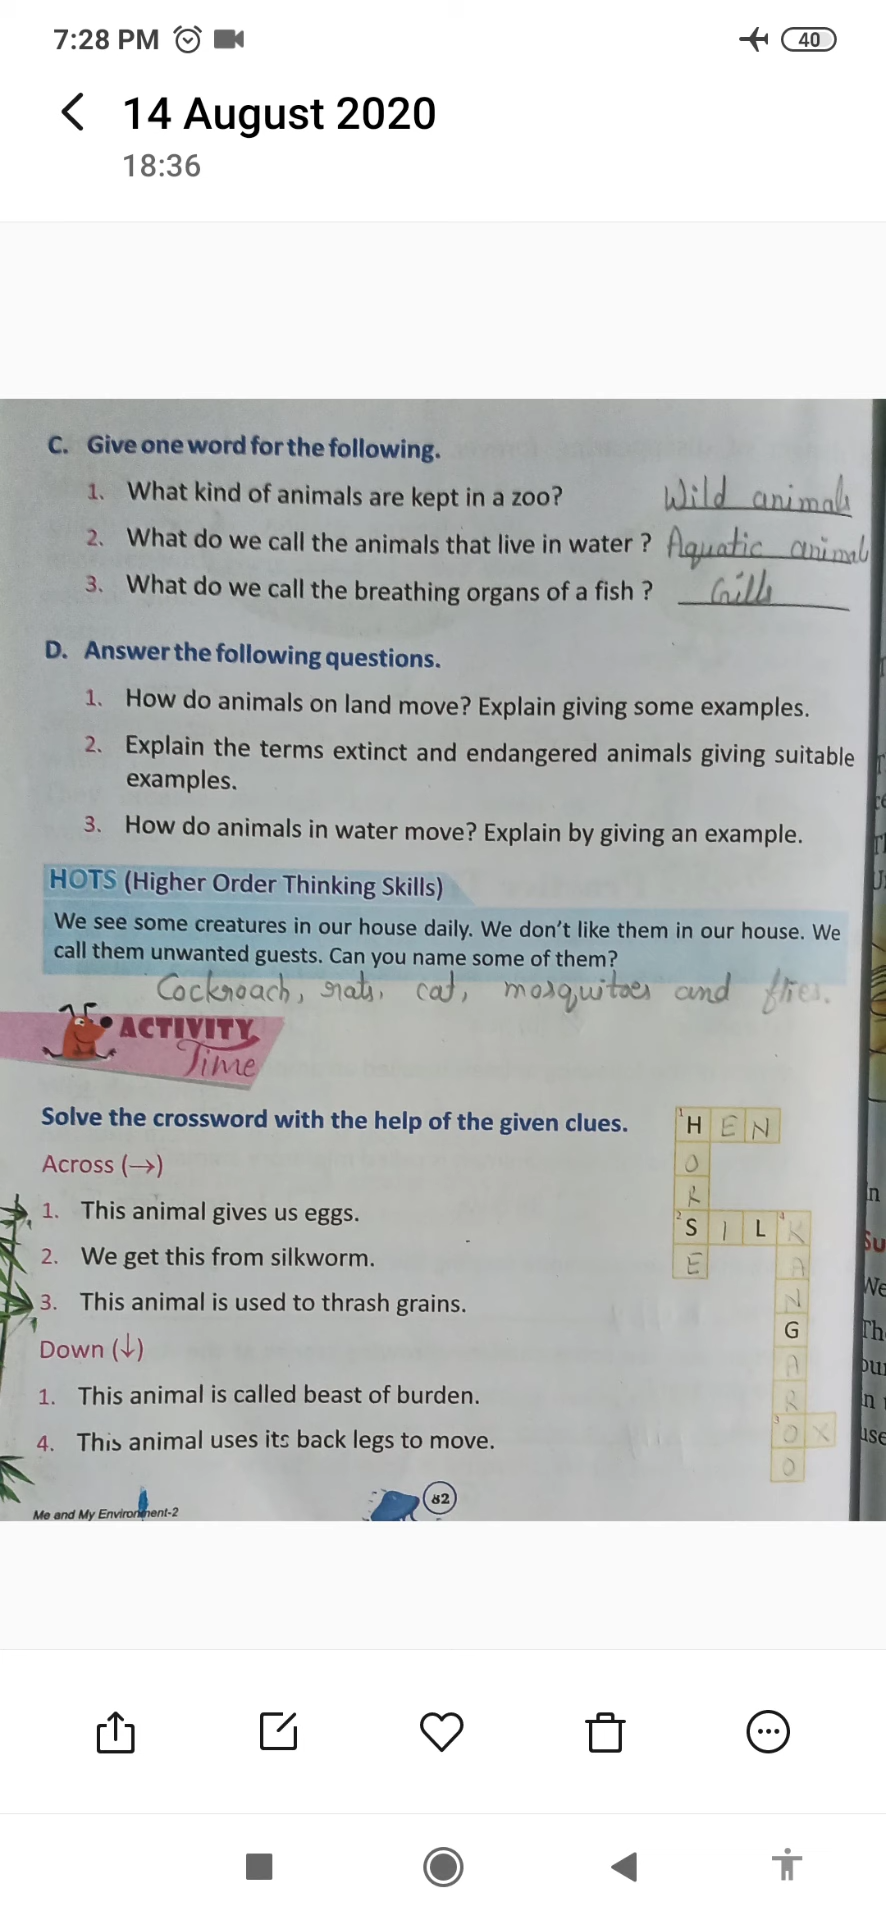 7:28 PM
40
14 August 2020
18:36
C. Give one word for the following.
1. What kind of animals are kept in a zoo? Wild animals
2. What do we call the animals that live in water ? Aquatic animal
3. What do we call the breathing organs of a fish ? Gills
D. Answer the following questions.
1. How do animals on land move? Explain giving some examples.
2. Explain the terms extinct and endangered animals giving suitable
examples.
3. How do animals in water move? Explain by giving an example.
HOTS (Higher Order Thinking Skills)
We see some creatures in our house daily. We don't like them in our house. We
call them unwanted guests. Can you name some of them?
Cockroach, rats, cat, mosquitoes and flies.
ACTIVITY
Time
Solve the crossword with the help of the given clues.
1 H E N
O
R
2 S I L 4 K
E A
N
G
A
R
3 O X
O
Across (→)
1. This animal gives us eggs.
2. We get this from silkworm.
3. This animal is used to thrash grains.
Down (↓)
1. This animal is called beast of burden.
4. This animal uses its back legs to move.
Me and My Environment-2
82